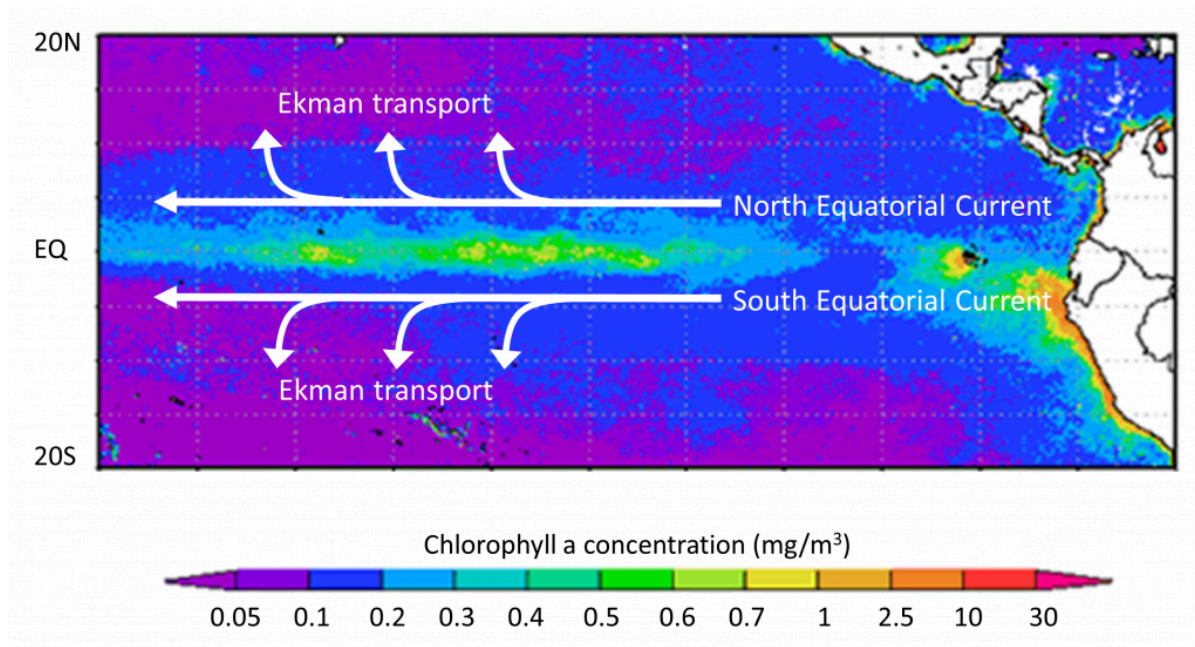 20N
Ekman transport
North Equatorial Current
EQ
South Equatorial Current
Ekman transport
20S
Chlorophyll a concentration (mg/m³)
0.05 0.1 0.2 0.3 0.4 0.5 0.6 0.7 1 2.5 10 30